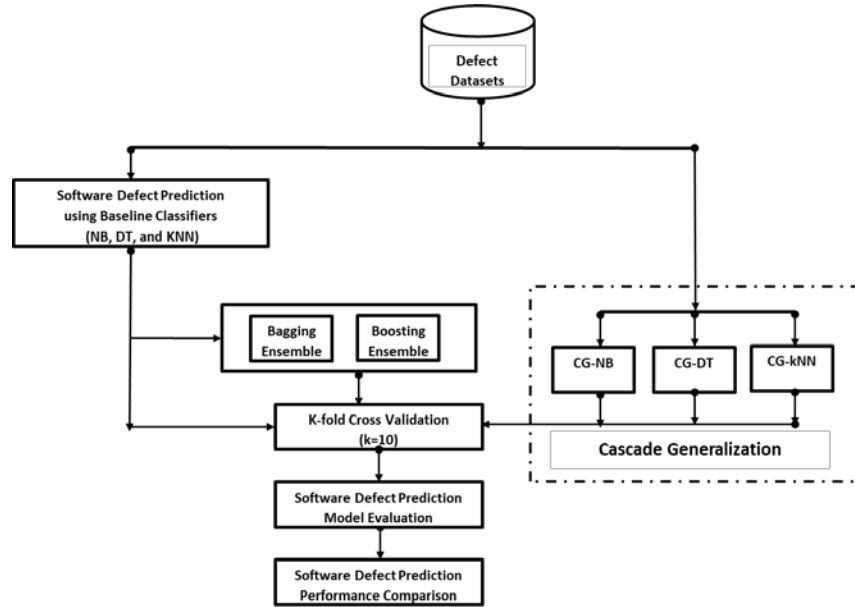 Defect
Datasets
Software Defect Prediction
using Baseline Classifiers
(NB, DT, and KNN)
Bagging
Ensemble
Boosting
Ensemble
CG-NB
CG-DT
CG-kNN
K-fold Cross Validation
(k=10)
Cascade Generalization
Software Defect Prediction
Model Evaluation
Software Defect Prediction
Performance Comparison